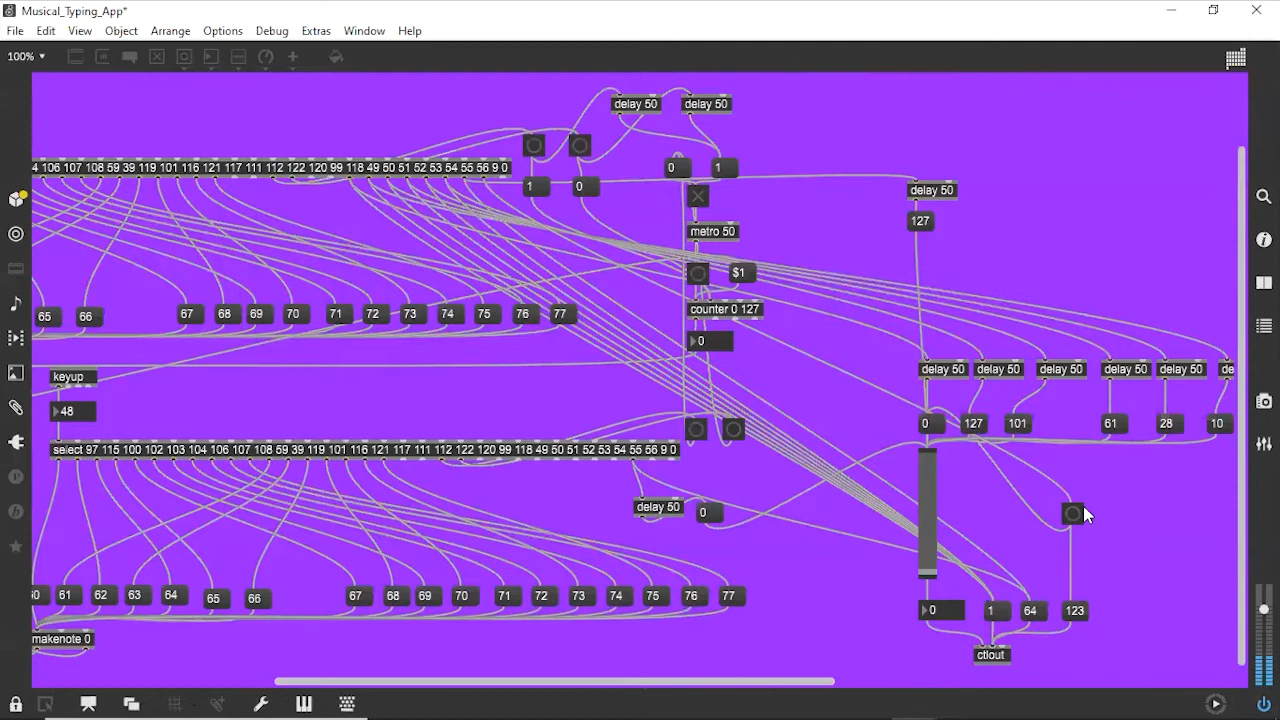 Musical_Typing_App*
File Edit View Object Arrange Options Debug Extras Window Help
100%
delay 50 delay 50
4 106 107 108 59 39 119 101 116 121 117 111 112 122 120 99 118 49 50 51 52 53 54 55 56 9 0
0 1
1 0
delay 50
127
metro 50
$1
counter 0 127
0
65 66 67 68 69 70 71 72 73 74 75 76 77
delay 50 delay 50 delay 50 delay 50 delay 50 de
keyup
48
0 127 101 61 28 10
select 97 115 100 102 103 104 106 107 108 59 39 119 101 116 121 117 111 112 122 120 99 118 49 50 51 52 53 54 55 56 9 0
delay 50 0
60 61 62 63 64 65 66 67 68 69 70 71 72 73 74 75 76 77
0 1 64 123
makenote 0
ctlout